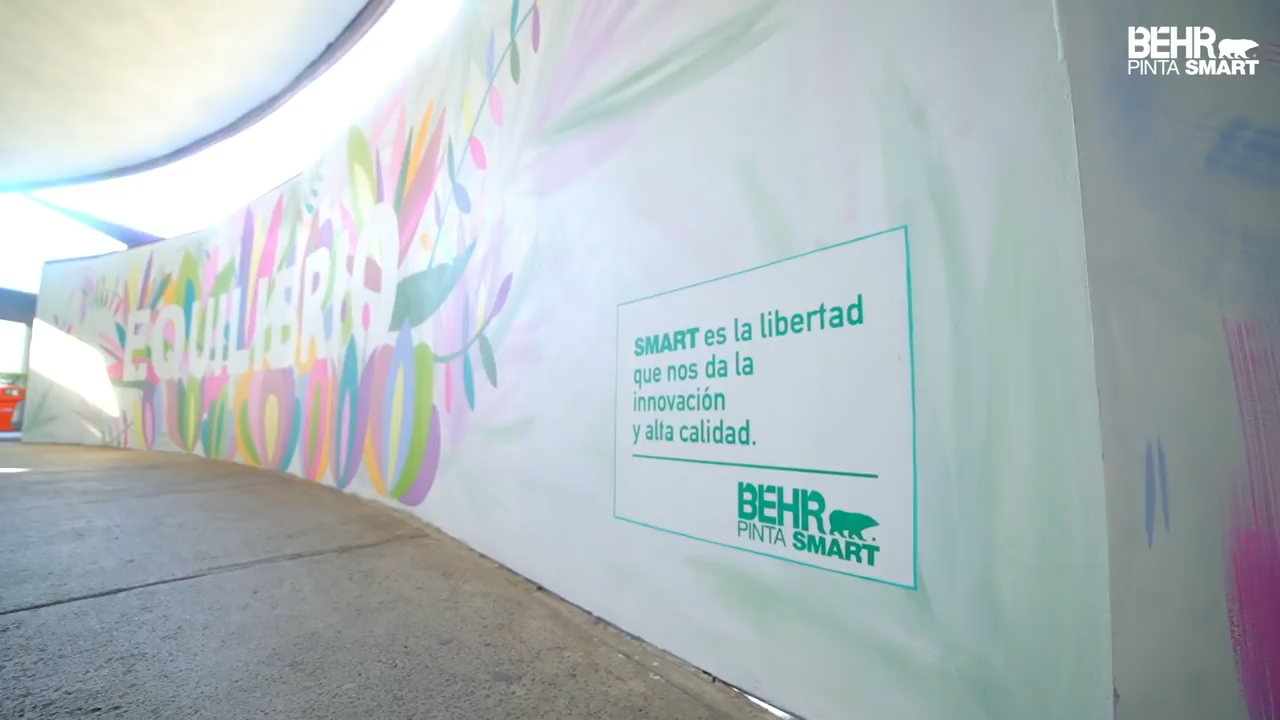 BEHR
PINTA SMART
EQUILIBRIO
SMART es la libertad
que nos da la
innovación
y alta calidad.
BEHR
PINTA SMART